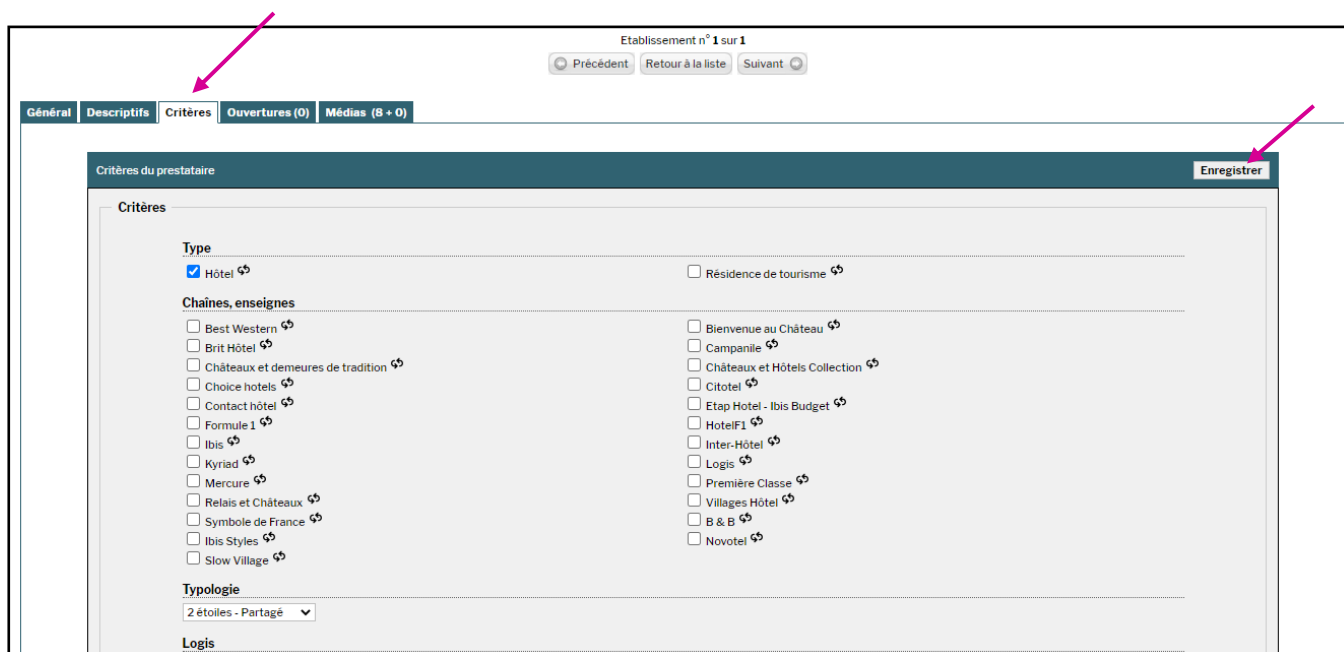 Etablissement n° 1 sur 1
Précédent Retour à la liste Suivant
Général Descriptifs Critères Ouvertures (0) Médias (8 + 0)
Critères du prestataire Enregistrer
Critères
Type
Hôtel Résidence de tourisme
Chaînes, enseignes
Best Western Bienvenue au Château
Brit Hôtel Campanile
Châteaux et demeures de tradition Châteaux et Hôtels Collection
Choice hotels Citotel
Contact hôtel Etap Hotel - Ibis Budget
Formule 1 HotelF1
Ibis Inter-Hôtel
Kyriad Logis
Mercure Première Classe
Relais et Châteaux Villages Hôtel
Symbole de France B & B
Ibis Styles Novotel
Slow Village
Typologie
2 étoiles - Partagé
Logis